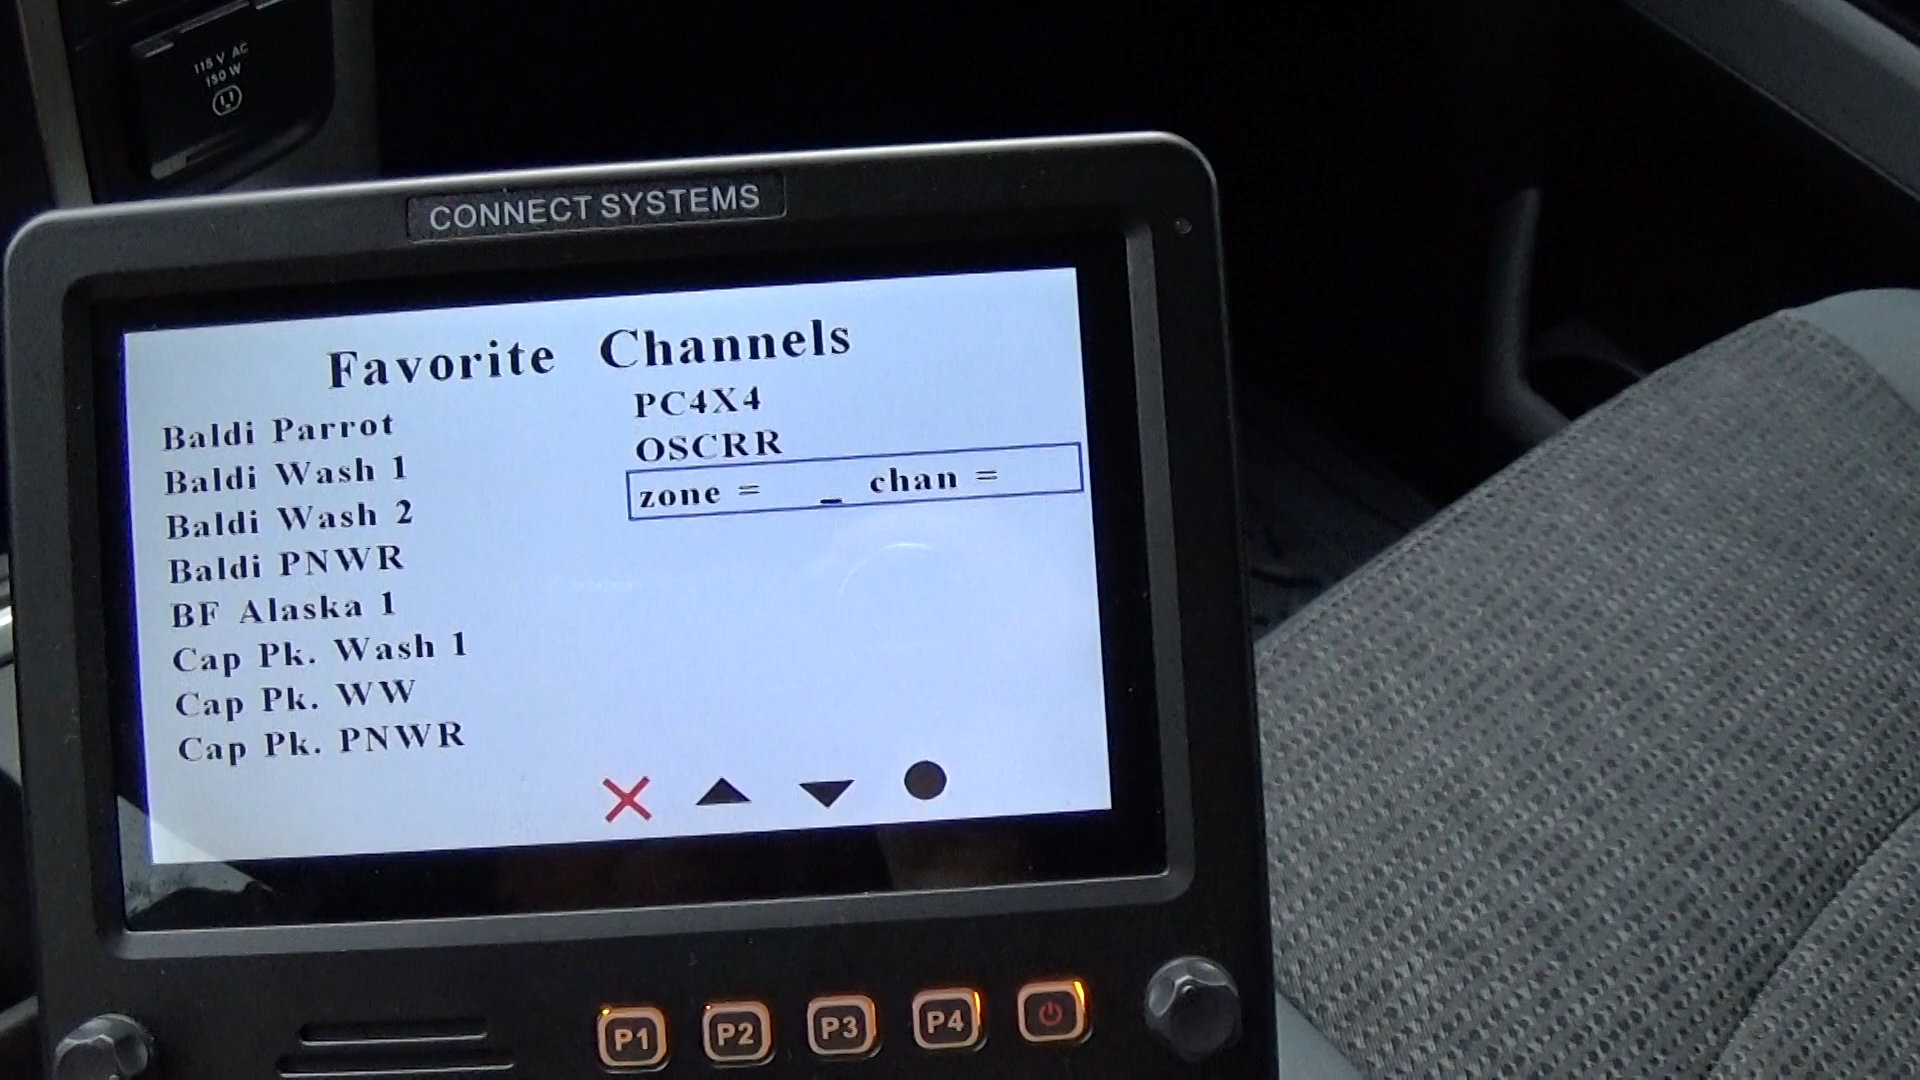 115 V AC
150 W
CONNECT SYSTEMS
Favorite Channels
Baldi Parrot
Baldi Wash 1
Baldi Wash 2
Baldi PNWR
BF Alaska 1
Cap Pk. Wash 1
Cap Pk. WW
Cap Pk. PNWR
PC4X4
OSCRR
zone = _ chan =
P1 P2 P3 P4